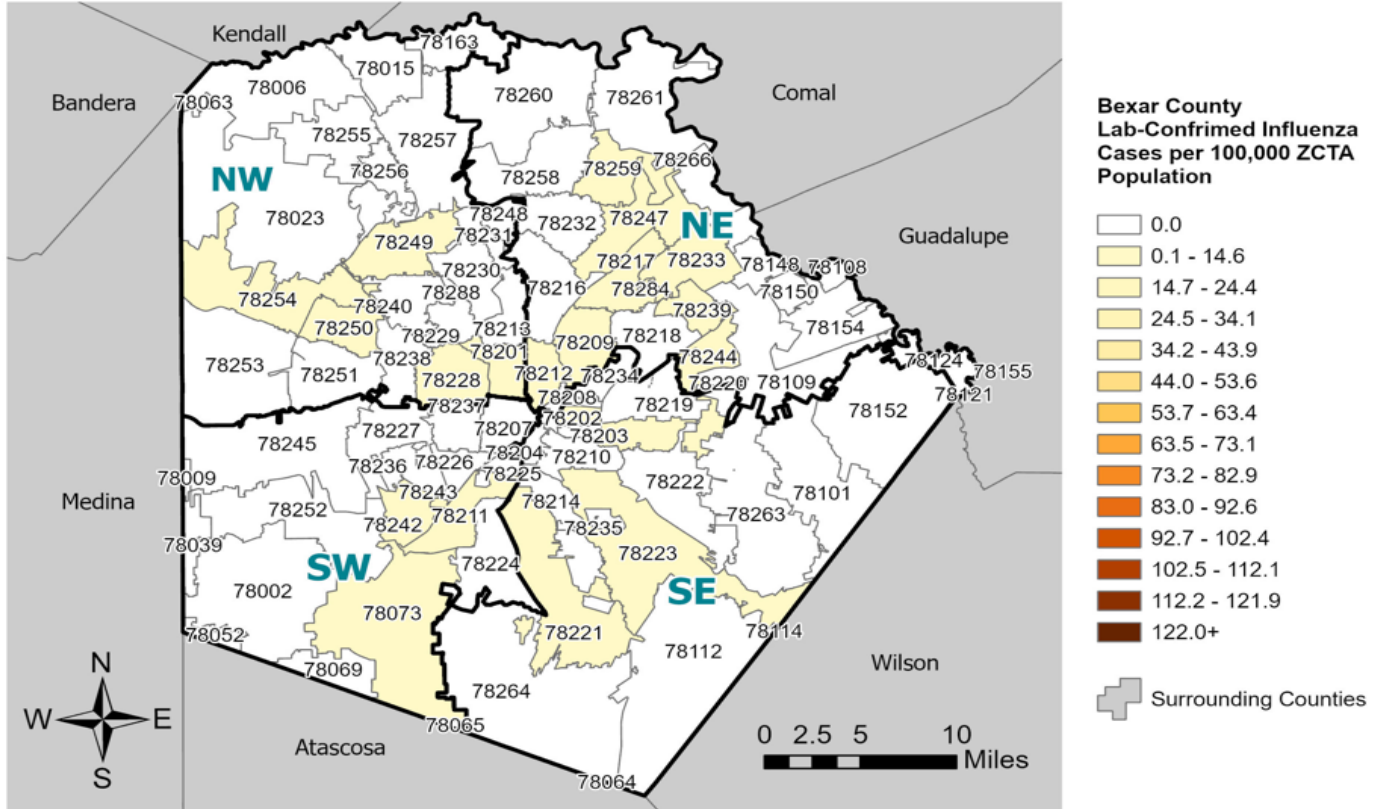 Kendall
78163
78015
78006
Bandera
78063
78260
78261
Comal
78255
78257
78256
78266
78259
78258
NW
78023
78248
78232
78247
NE
78249
78231
Guadalupe
78217
78233
78148
78108
78230
78216
78284
78150
78254
78240
78288
78239
78250
78229
78213
78209
78218
78154
78253
78251
78238
78201
78244
78124
78228
78212
78234
78220
78109
78155
78121
78237
78208
78219
78152
78202
78245
78227
78207
78203
78204
78210
78236
78226
78225
78009
Medina
78222
78243
78214
78101
78252
78242
78211
78235
78263
78039
78223
SW
78224
78002
SE
78073
78052
78221
78114
78112
Wilson
78069
78264
78065
Atascosa
78064
N
W
E
S
0 2.5 5 10
Miles
Bexar County
Lab-Confrimed Influenza
Cases per 100,000 ZCTA
Population
0.0
0.1 - 14.6
14.7 - 24.4
24.5 - 34.1
34.2 - 43.9
44.0 - 53.6
53.7 - 63.4
63.5 - 73.1
73.2 - 82.9
83.0 - 92.6
92.7 - 102.4
102.5 - 112.1
112.2 - 121.9
122.0+
Surrounding Counties